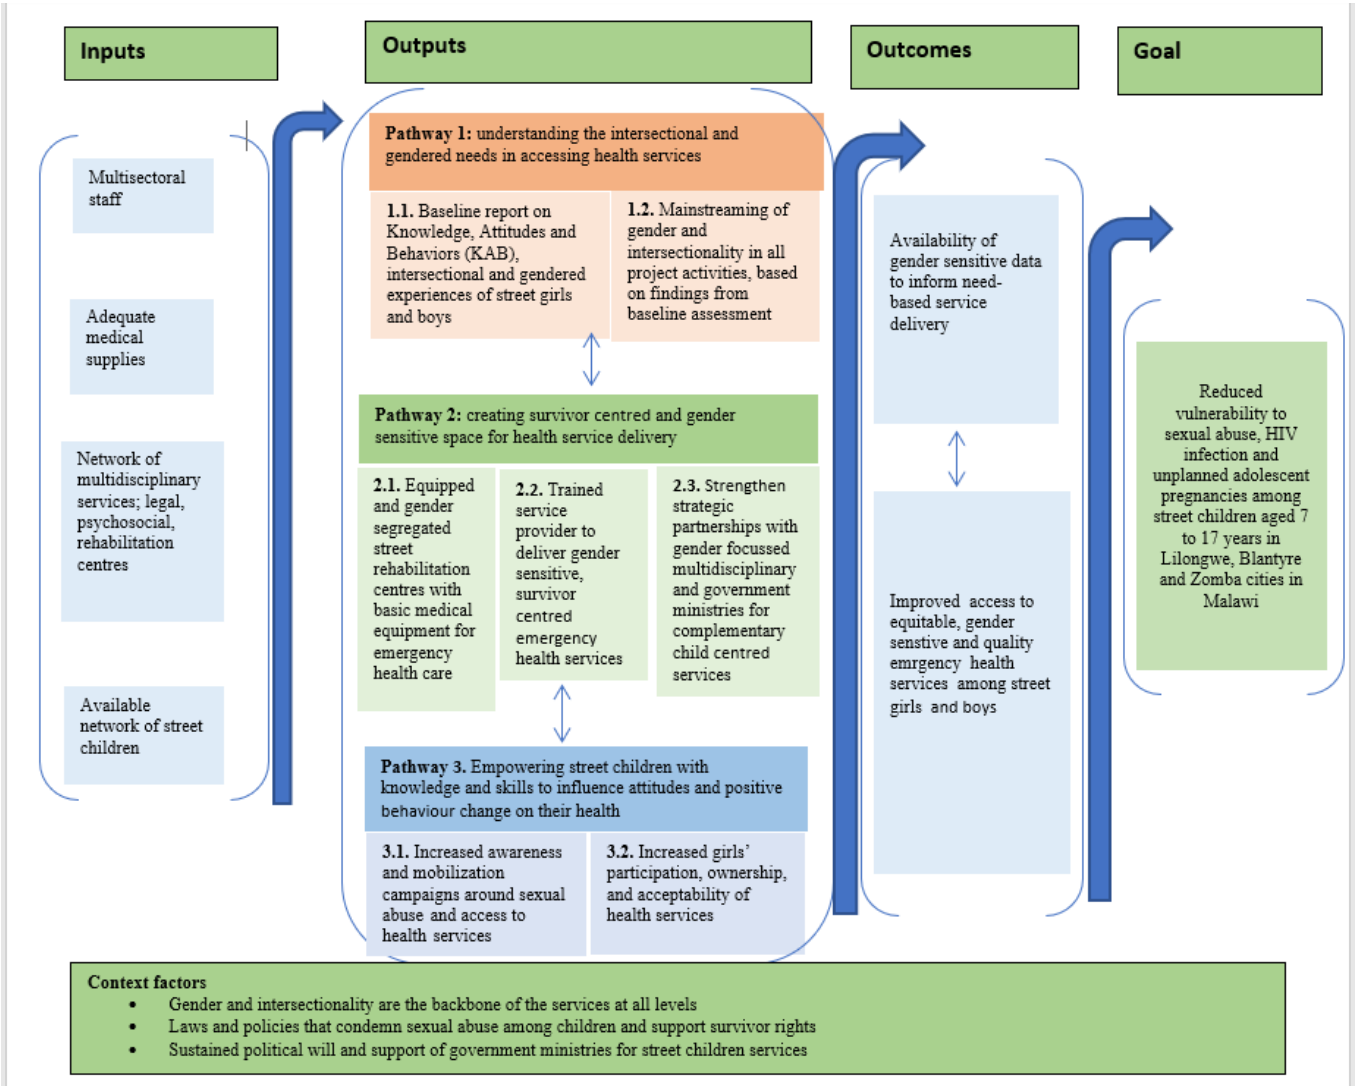 Inputs
Outputs
Outcomes
Goal
Multisectoral
staff
Adequate
medical
supplies
Network of
multidisciplinary
services; legal,
psychosocial,
rehabilitation
centres
Available
network of street
children
Pathway 1: understanding the intersectional and
gendered needs in accessing health services
1.1. Baseline report on
Knowledge, Attitudes and
Behaviors (KAB),
intersectional and gendered
experiences of street girls
and boys
1.2. Mainstreaming of
gender and
intersectionality in all
project activities, based
on findings from
baseline assessment
Pathway 2: creating survivor centred and gender
sensitive space for health service delivery
2.1. Equipped
and gender
segregated
street
rehabilitation
centres with
basic medical
equipment for
emergency
health care
2.2. Trained
service
provider to
deliver gender
sensitive,
survivor
centred
emergency
health services
2.3. Strengthen
strategic
partnerships with
gender focussed
multidisciplinary
and government
ministries for
complementary
child centred
services
Pathway 3. Empowering street children with
knowledge and skills to influence attitudes and positive
behaviour change on their health
3.1. Increased awareness
and mobilization
campaigns around sexual
abuse and access to
health services
3.2. Increased girls’
participation, ownership,
and acceptability of
health services
Availability of
gender sensitive data
to inform need-
based service
delivery
Improved access to
equitable, gender
senstive and quality
emrgency health
services among street
girls and boys
Reduced
vulnerability to
sexual abuse, HIV
infection and
unplanned adolescent
pregnancies among
street children aged 7
to 17 years in
Lilongwe, Blantyre
and Zomba cities in
Malawi
Context factors
• Gender and intersectionality are the backbone of the services at all levels
• Laws and policies that condemn sexual abuse among children and support survivor rights
• Sustained political will and support of government ministries for street children services